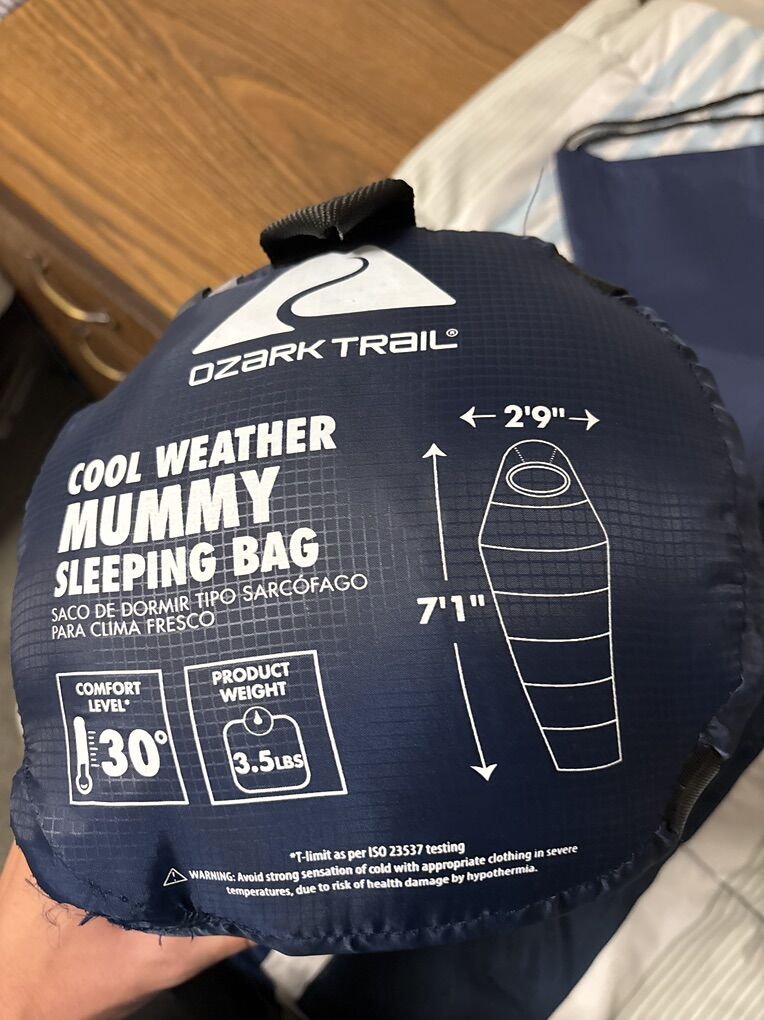 OZARK TRAIL®
COOL WEATHER
MUMMY
SLEEPING BAG
SACO DE DORMIR TIPO SARCÓFAGO
PARA CLIMA FRESCO
COMFORT
LEVEL*
30°
PRODUCT
WEIGHT
3.5LBS
2'9"
7'1"
*T-limit as per ISO 23537 testing
WARNING: Avoid strong sensation of cold with appropriate clothing in severe
temperatures, due to risk of health damage by hypothermia.